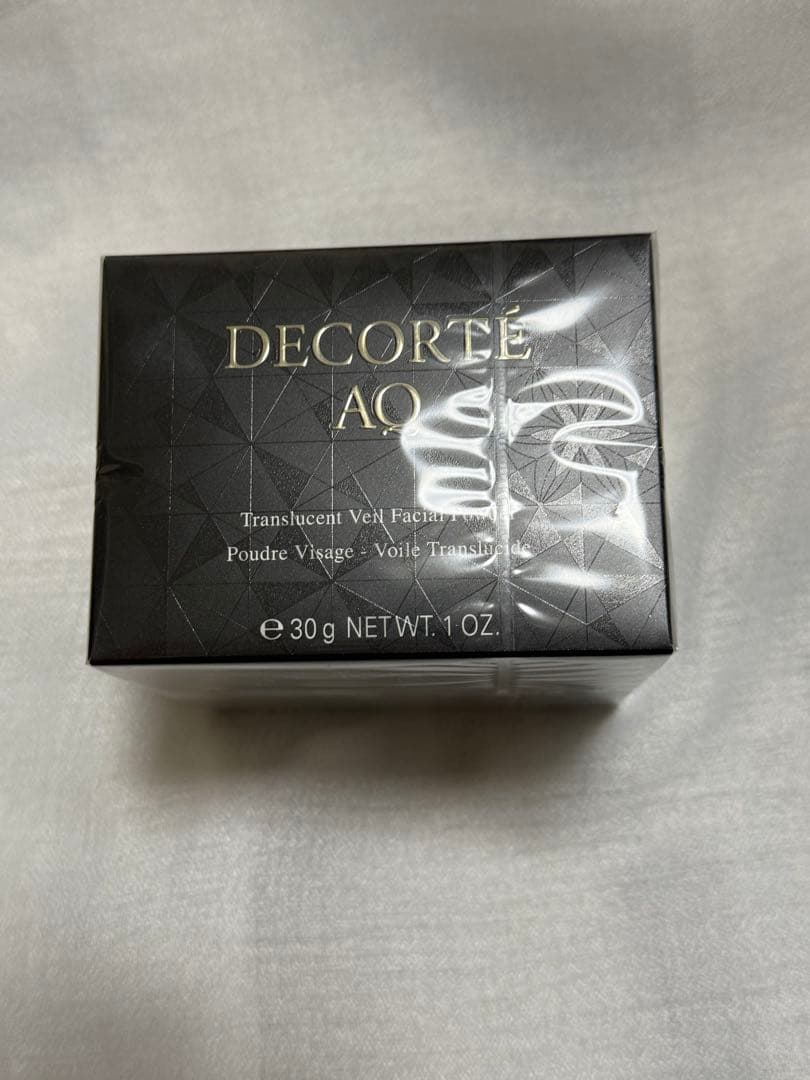 DECORTÉ
AQ
Translucent Veil Facial
Poudre Visage - Voile Translucide
℮ 30 g NET WT. 1 OZ.